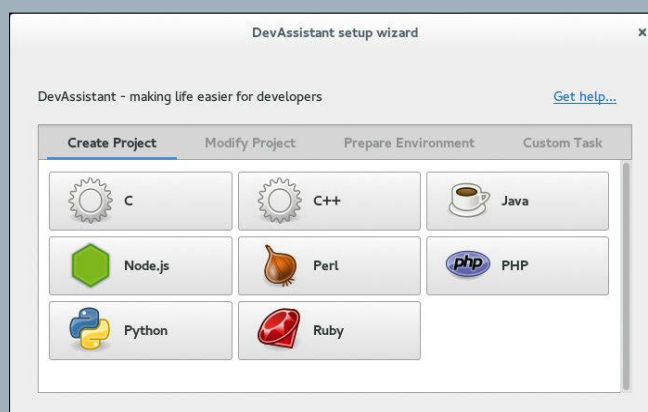 DevAssistant setup wizard
×
DevAssistant - making life easier for developers
Get help...
Create Project Modify Project Prepare Environment Custom Task
C C++ Java
Node.js Perl php PHP
Python Ruby